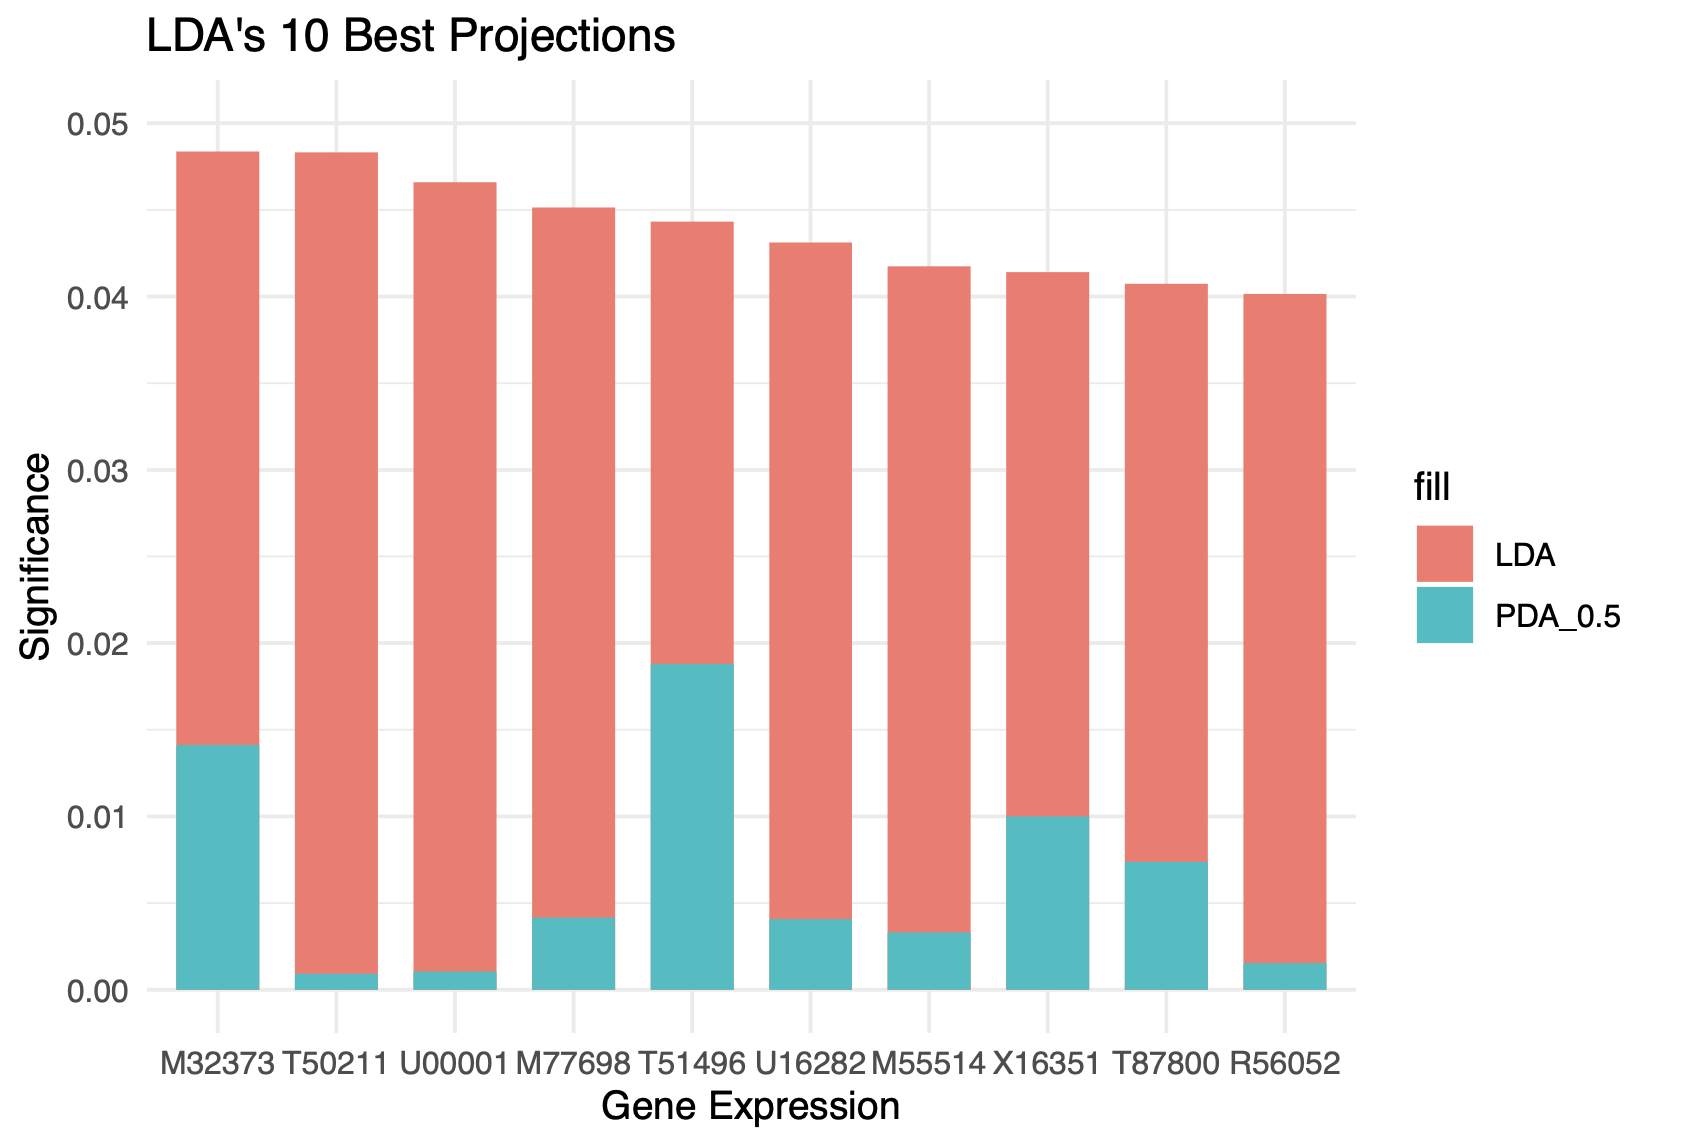 LDA's 10 Best Projections
0.05
0.04
0.03
0.02
0.01
0.00
Significance
M32373 T50211 U00001 M77698 T51496 U16282 M55514 X16351 T87800 R56052
Gene Expression
fill
LDA
PDA_0.5